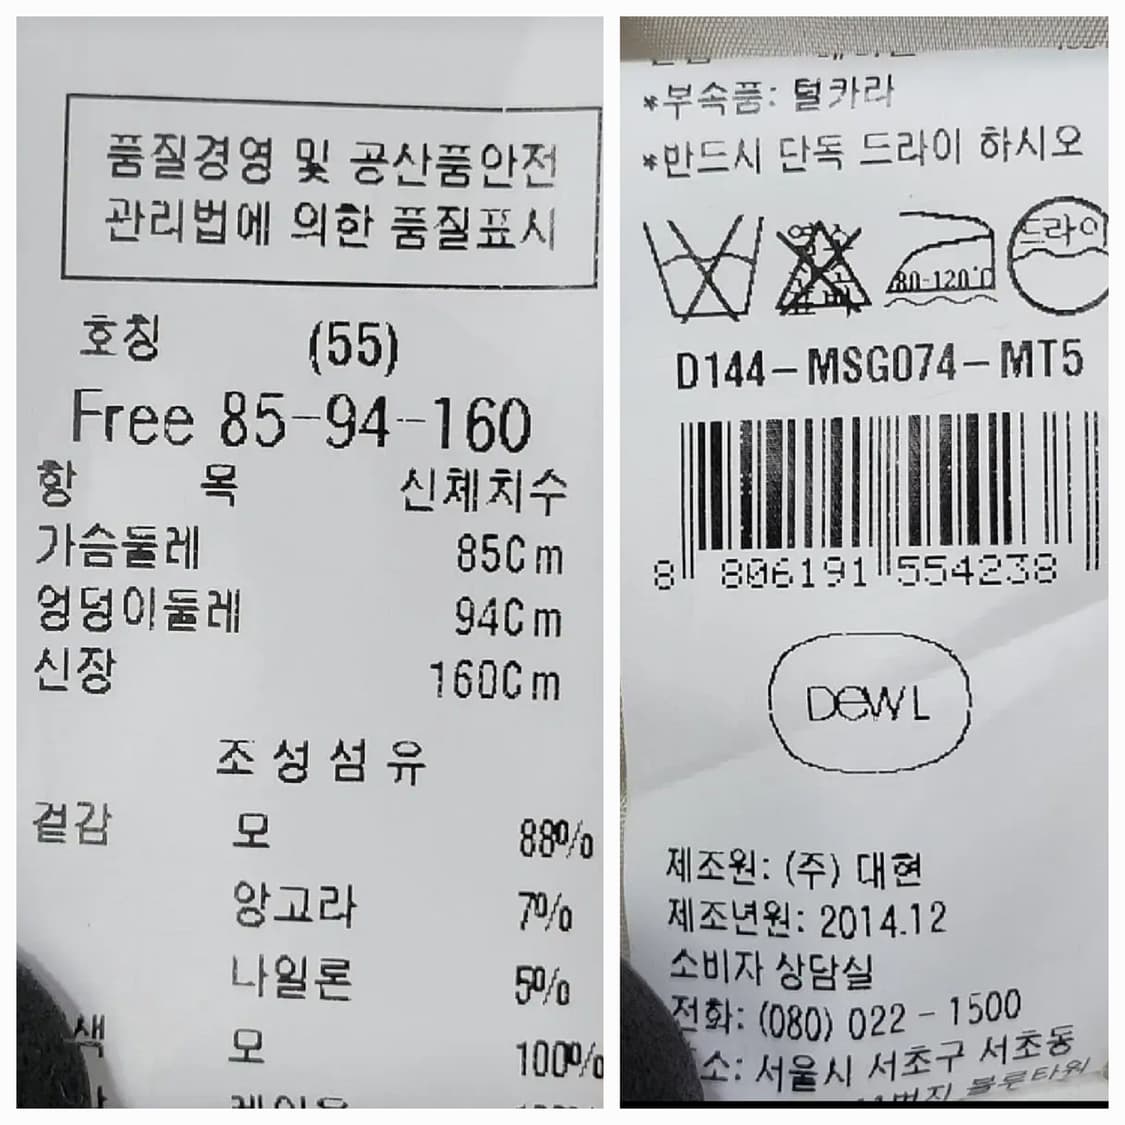 품질경영 및 공산품안전
관리법에 의한 품질표시
호칭 (55)
Free 85-94-160
항 목 신체치수
가슴둘레 85Cm
엉덩이둘레 94Cm
신장 160Cm
조성섬유
겉감 모 88%
앙고라 7%
나일론 5%
색 모 100%
*부속품: 털카라
*반드시 단독 드라이 하시오
80-120℃
드라이
D144-MSG074-MT5
8 806191 554238
DEWL
제조원: (주) 대현
제조년원: 2014.12
소비자 상담실
전화: (080) 022-1500
소: 서울시 서초구 서초동
블루타워